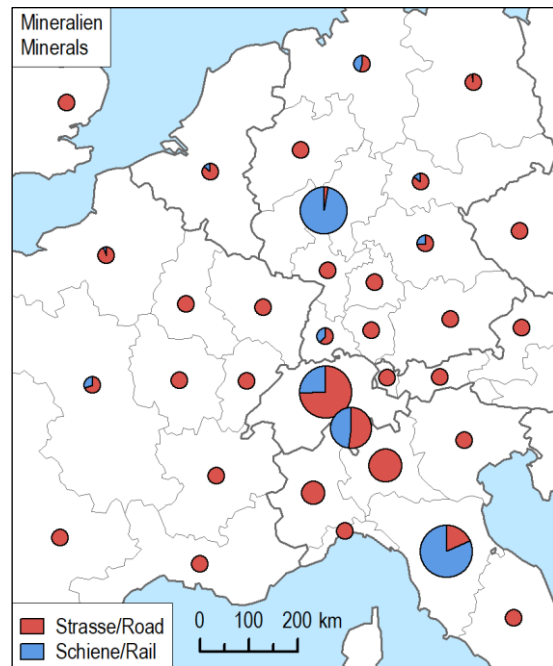 Mineralien
Minerals
Strasse/Road
Schiene/Rail
0 100 200 km